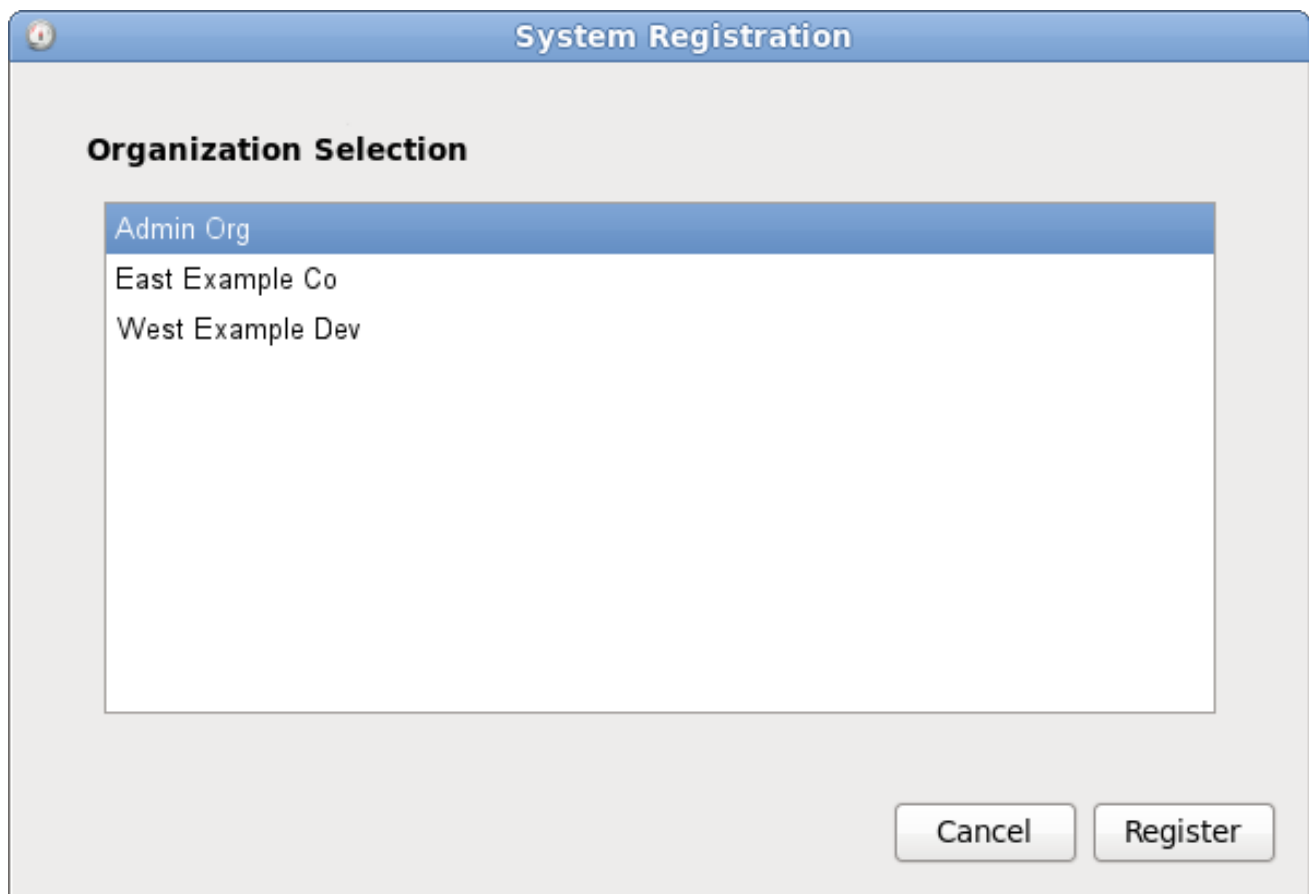 System Registration
Organization Selection
Admin Org
East Example Co
West Example Dev
Cancel Register